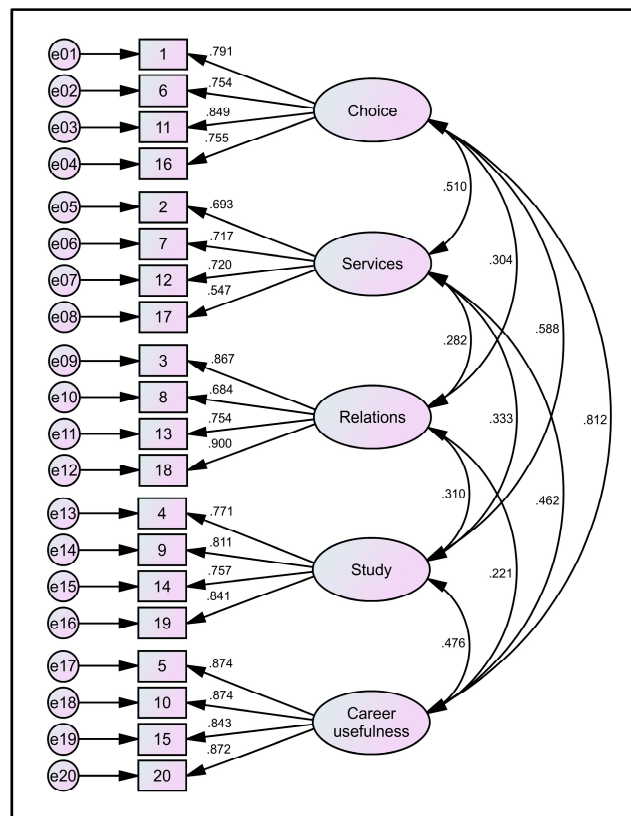 e01
1
.791
e02
6
.754
e03
11
.849
e04
16
.755
Choice
e05
2
.693
e06
7
.717
e07
12
.720
e08
17
.547
Services
e09
3
.867
e10
8
.684
e11
13
.754
e12
18
.900
Relations
e13
4
.771
e14
9
.811
e15
14
.757
e16
19
.841
Study
e17
5
.874
e18
10
.874
e19
15
.843
e20
20
.872
Career
usefulness
.510
.304
.588
.812
.282
.333
.462
.310
.221
.476